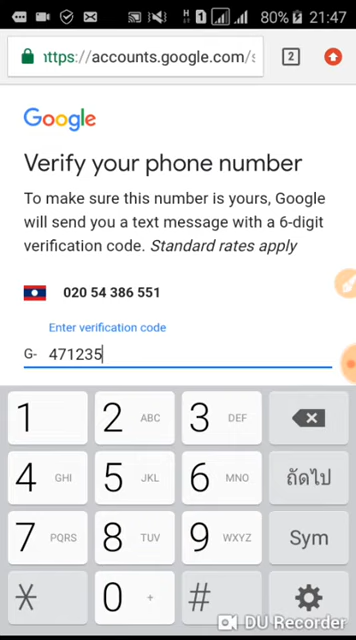 H 1 80% 21:47
https://accounts.google.com/s 2
Google
Verify your phone number
To make sure this number is yours, Google
will send you a text message with a 6-digit
verification code. Standard rates apply
020 54 386 551
Enter verification code
G- 471235
1 2 ABC 3 DEF
4 GHI 5 JKL 6 MNO ถัดไป
7 PQRS 8 TUV 9 WXYZ Sym
* 0 + #
DU Recorder